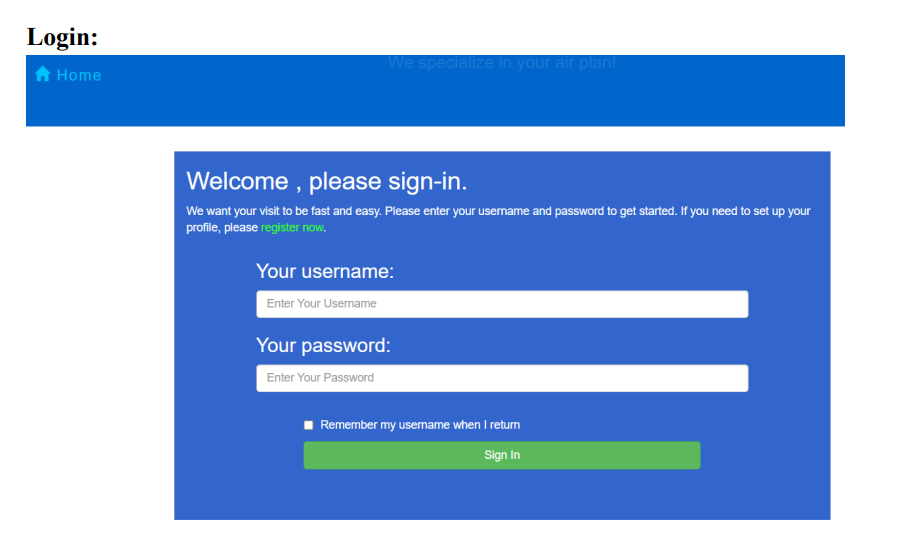 Login:
Home
We specialize in your air plan!
Welcome , please sign-in.
We want your visit to be fast and easy. Please enter your username and password to get started. If you need to set up your
profile, please register now.
Your username:
Enter Your Username
Your password:
Enter Your Password
Remember my username when I return
Sign In